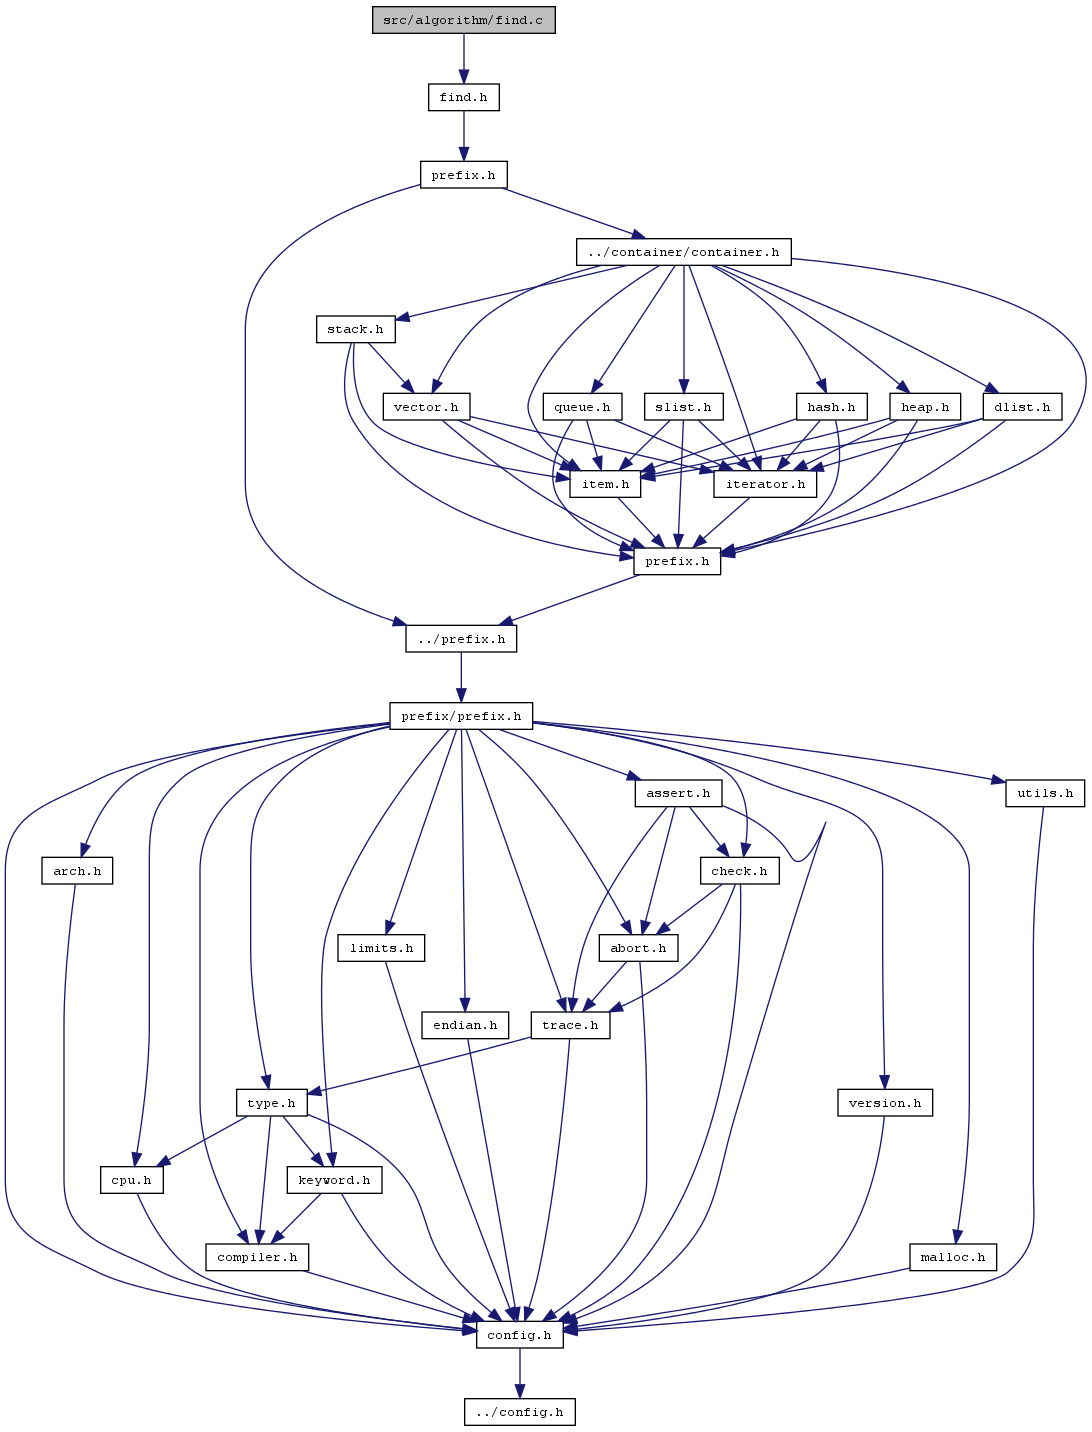 src/algorithm/find.c
find.h
prefix.h
../container/container.h
stack.h
vector.h
queue.h
slist.h
hash.h
heap.h
dlist.h
item.h
iterator.h
prefix.h
../prefix.h
prefix/prefix.h
assert.h
utils.h
arch.h
check.h
limits.h
abort.h
endian.h
trace.h
type.h
version.h
cpu.h
keyword.h
compiler.h
malloc.h
config.h
../config.h